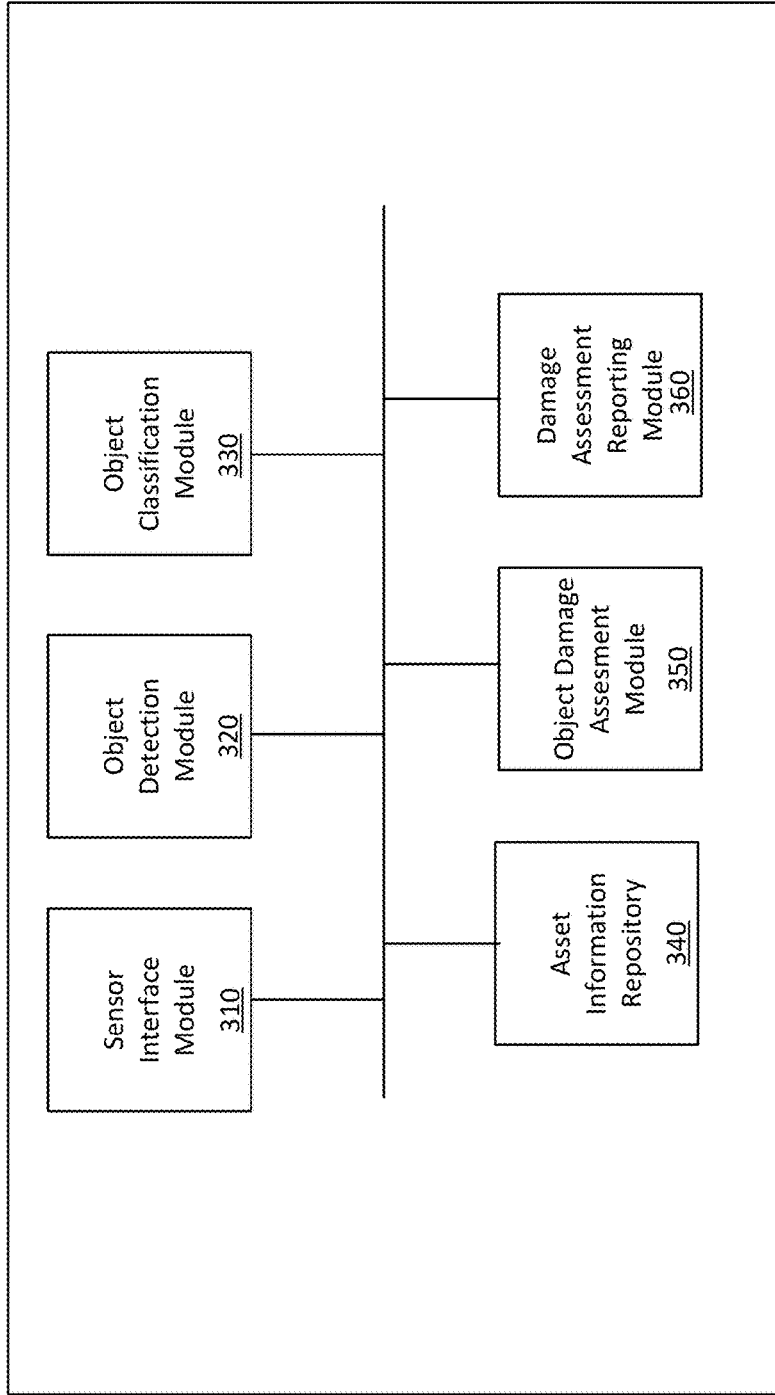 Sensor
Interface
Module
310
Object
Detection
Module
320
Object
Classification
Module
330
Asset
Information
Repository
340
Object Damage
Assesment
Module
350
Damage
Assessment
Reporting
Module
360